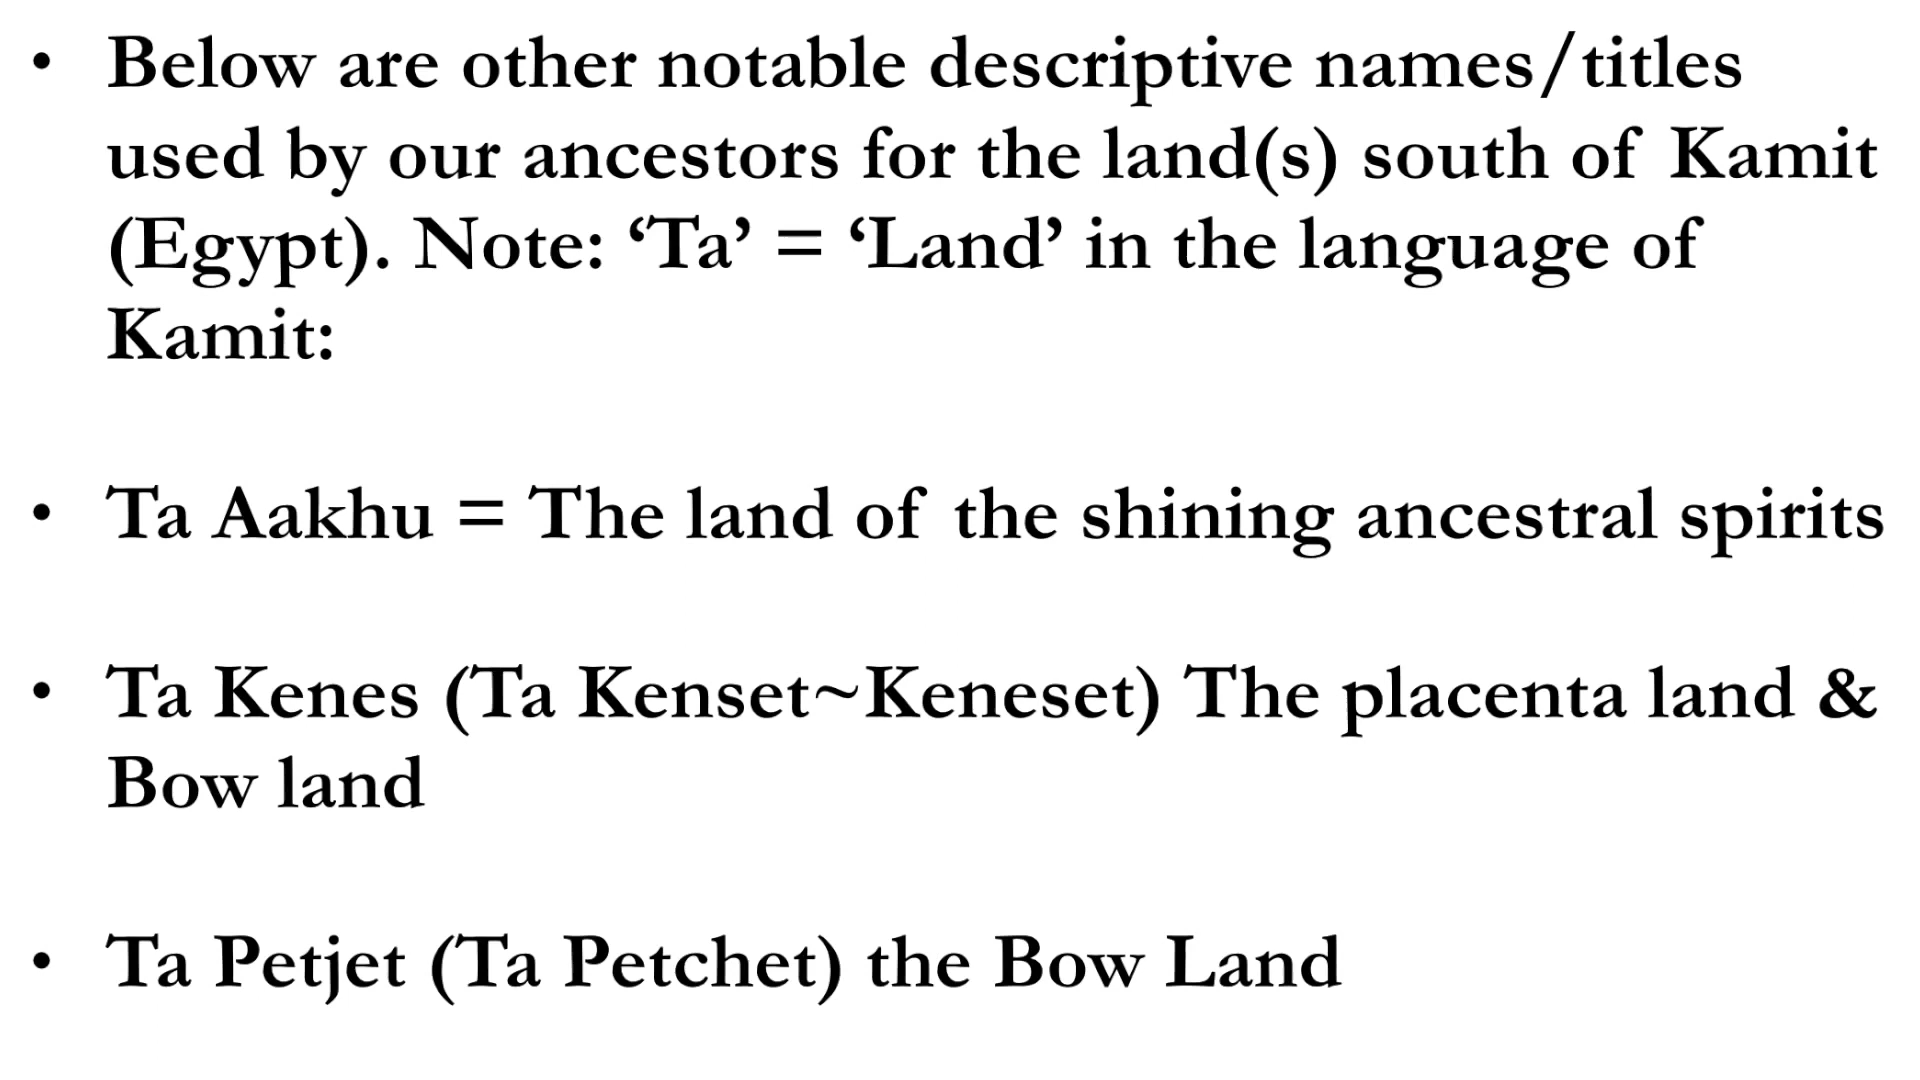 • Below are other notable descriptive names/titles
used by our ancestors for the land(s) south of Kamit
(Egypt). Note: ‘Ta’ = ‘Land’ in the language of
Kamit:
• Ta Aakhu = The land of the shining ancestral spirits
• Ta Kenes (Ta Kenset~Keneset) The placenta land &
Bow land
• Ta Petjet (Ta Petchet) the Bow Land